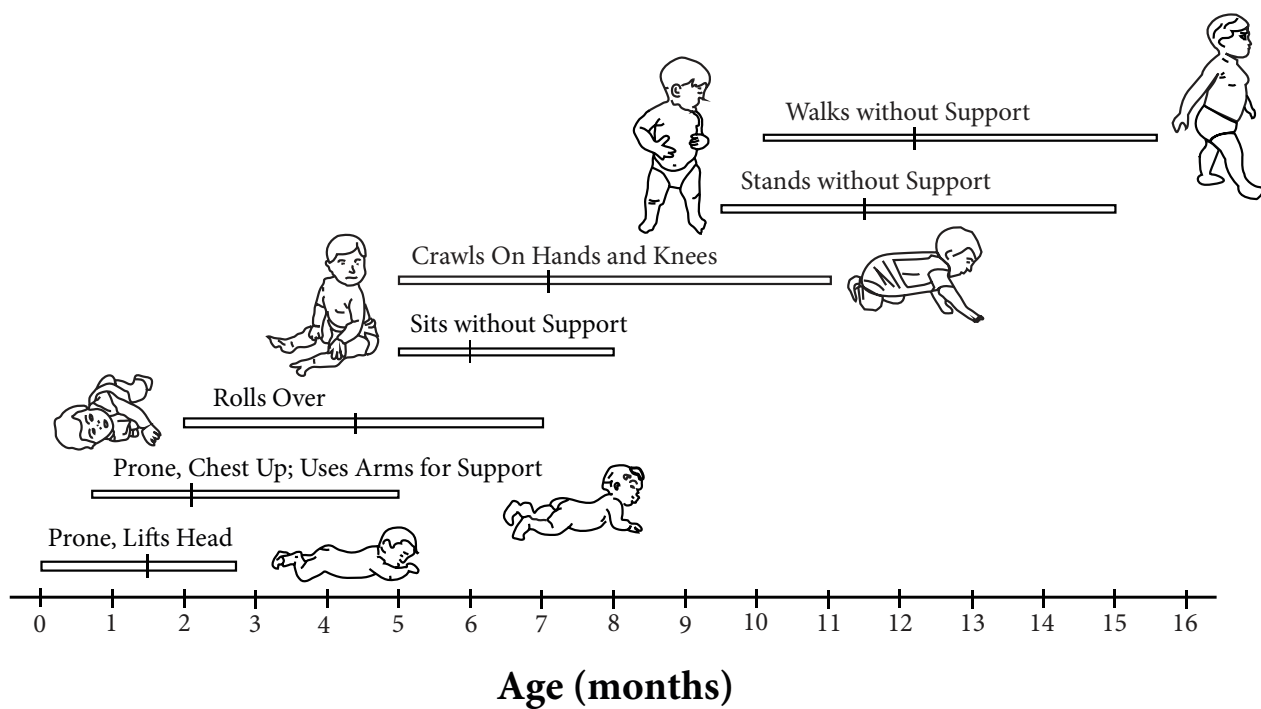 Walks without Support
Stands without Support
Crawls On Hands and Knees
Sits without Support
Rolls Over
Prone, Chest Up; Uses Arms for Support
Prone, Lifts Head
0 1 2 3 4 5 6 7 8 9 10 11 12 13 14 15 16
Age (months)